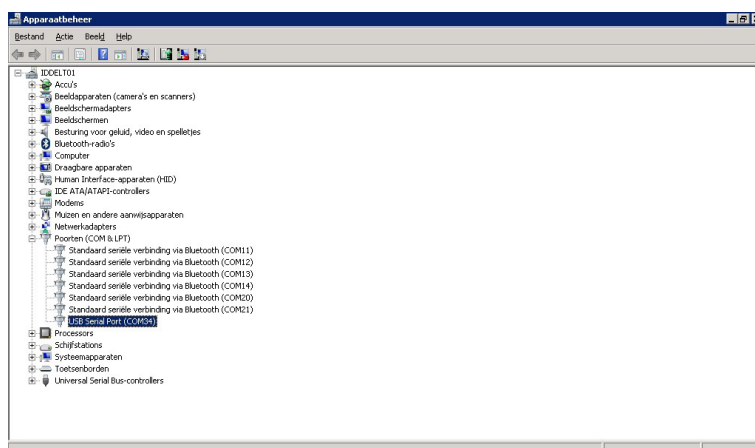 Apparaatbeheer
Bestand Actie Beeld Help
IDDELT01
Accu's
Beeldapparaten (camera's en scanners)
Beeldschermadapters
Beeldschermen
Besturing voor geluid, video en spelletjes
Bluetooth-radio's
Computer
Draagbare apparaten
Human Interface-apparaten (HID)
IDE ATA/ATAPI-controllers
Modems
Muizen en andere aanwijsapparaten
Netwerkadapters
Poorten (COM & LPT)
Standaard seriële verbinding via Bluetooth (COM11)
Standaard seriële verbinding via Bluetooth (COM12)
Standaard seriële verbinding via Bluetooth (COM13)
Standaard seriële verbinding via Bluetooth (COM14)
Standaard seriële verbinding via Bluetooth (COM20)
Standaard seriële verbinding via Bluetooth (COM21)
USB Serial Port (COM34)
Processors
Schijfstations
Systeemapparaten
Toetsenborden
Universal Serial Bus-controllers